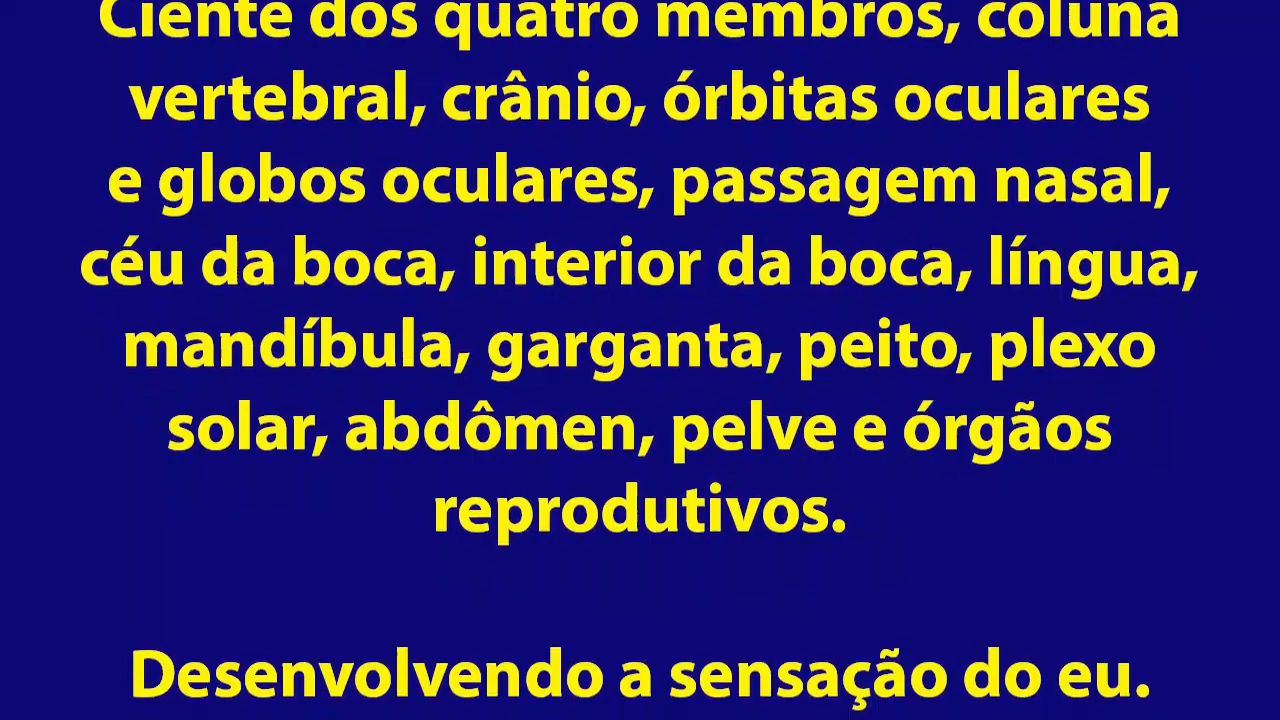 Ciente dos quatro membros, coluna
vertebral, crânio, órbitas oculares
e globos oculares, passagem nasal,
céu da boca, interior da boca, língua,
mandíbula, garganta, peito, plexo
solar, abdômen, pelve e órgãos
reprodutivos.
Desenvolvendo a sensação do eu.